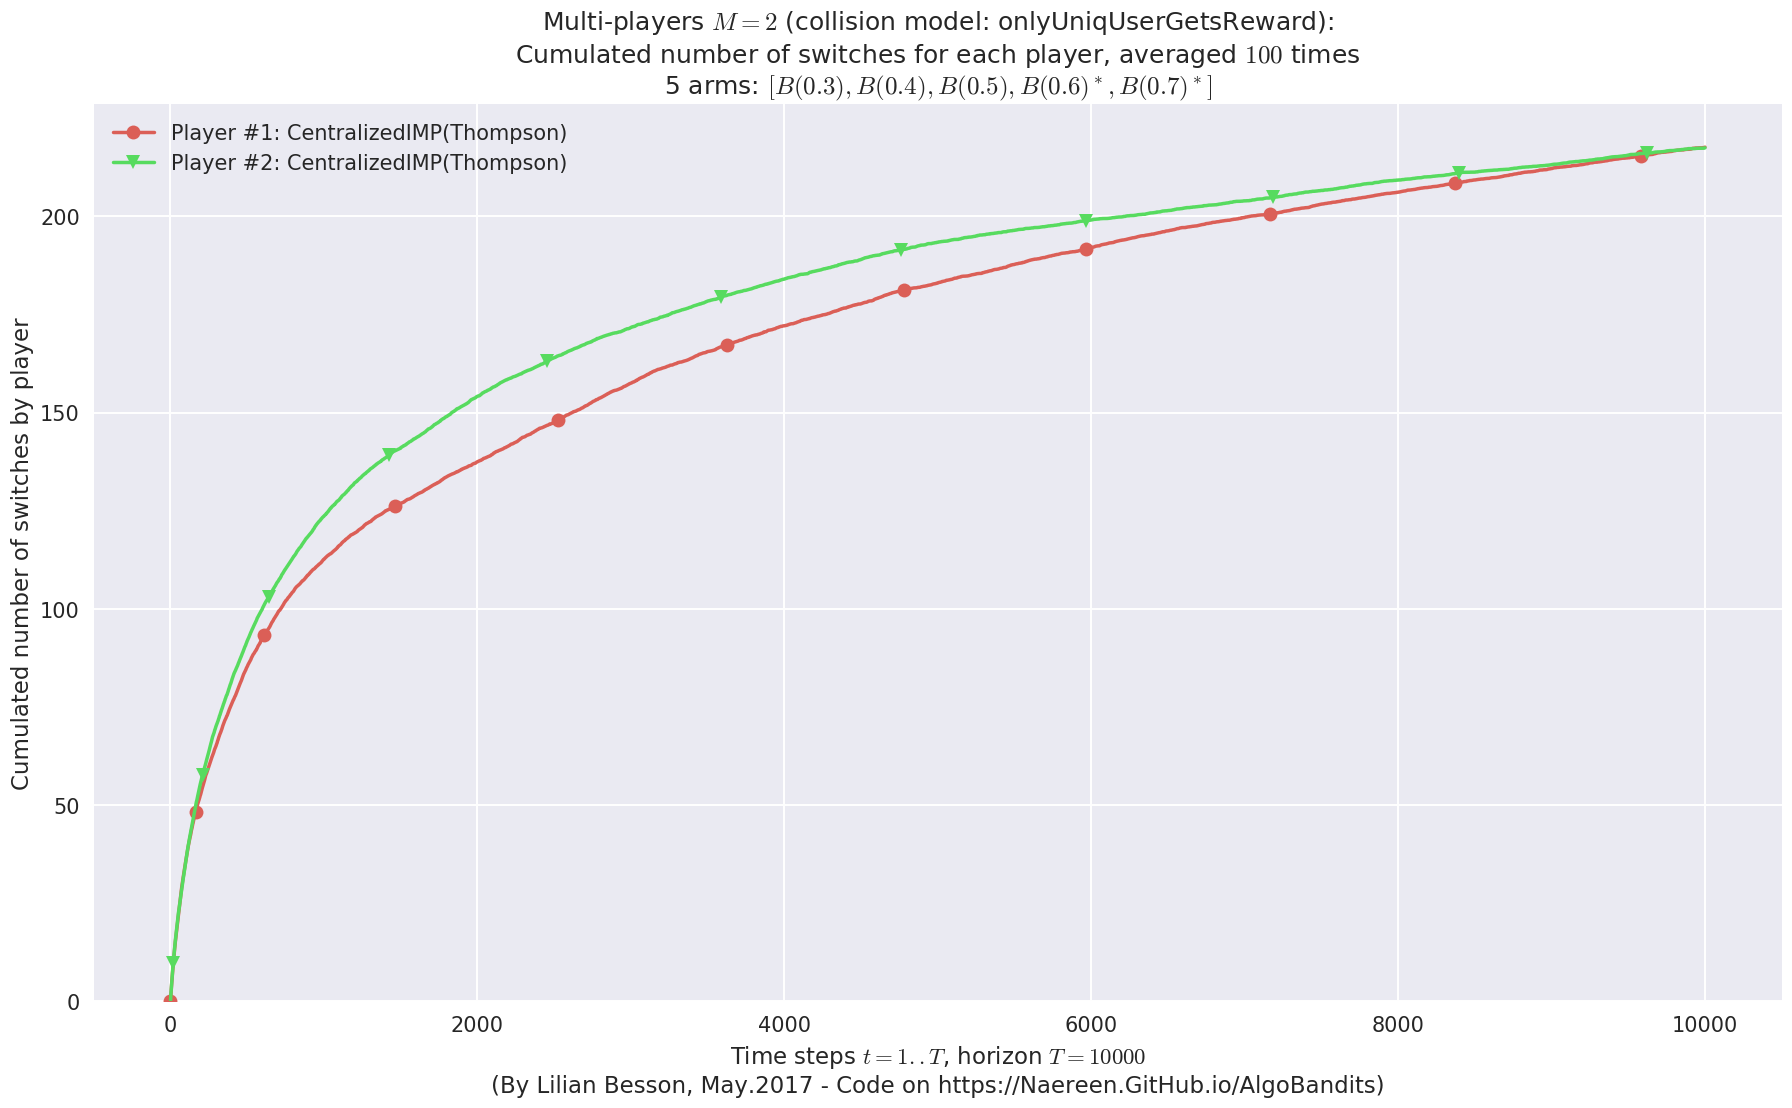 Multi-players M = 2 (collision model: onlyUniqUserGetsReward):
Cumulated number of switches for each player, averaged 100 times
5 arms: [B(0.3), B(0.4), B(0.5), B(0.6)*, B(0.7)*]
Player #1: CentralizedIMP(Thompson)
Player #2: CentralizedIMP(Thompson)
Cumulated number of switches by player
200
150
100
50
0
0 2000 4000 6000 8000 10000
Time steps t = 1..T, horizon T = 10000
(By Lilian Besson, May.2017 - Code on https://Naereen.GitHub.io/AlgoBandits)